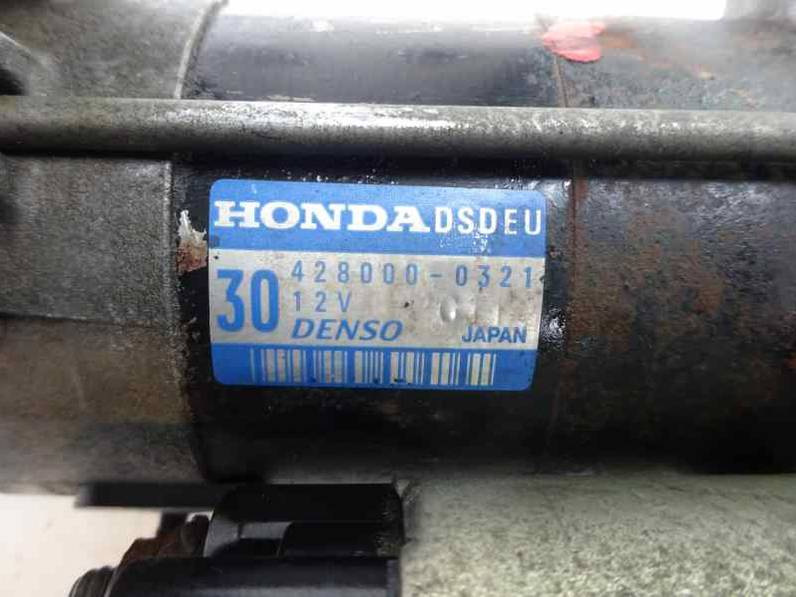 HONDA DSDEU
30 428000-0321
12V
DENSO JAPAN